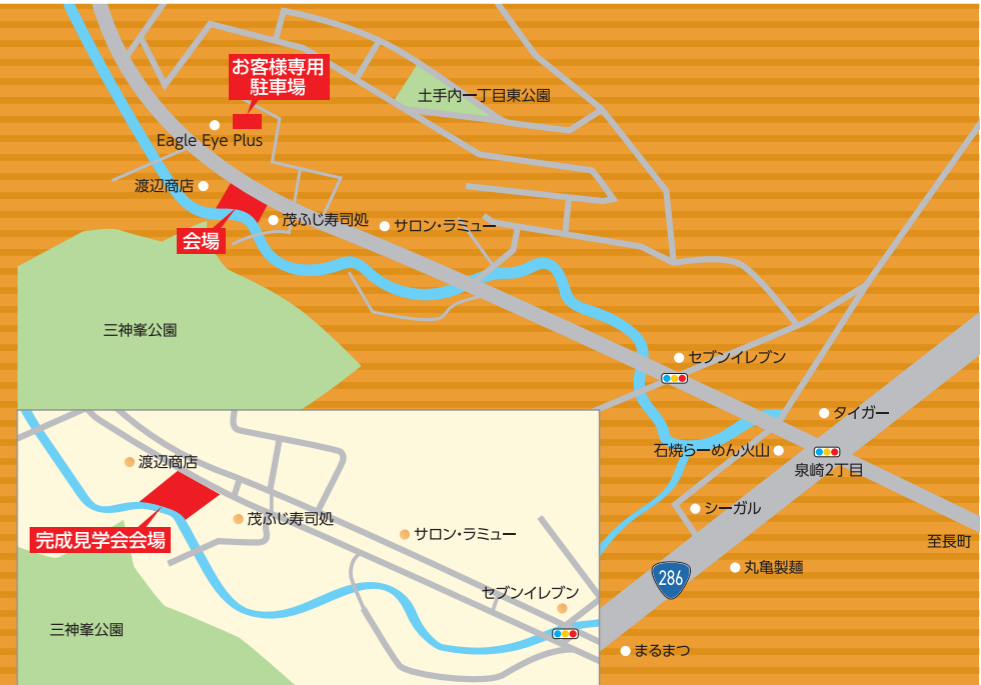 お客様専用
駐車場
土手内一丁目東公園
Eagle Eye Plus
渡辺商店
茂ふじ寿司処
サロン・ラミュー
会場
三神峯公園
セブンイレブン
タイガー
石焼らーめん火山
泉崎2丁目
シーガル
至長町
286
丸亀製麺
まるまつ
渡辺商店
茂ふじ寿司処
完成見学会会場
サロン・ラミュー
セブンイレブン
三神峯公園